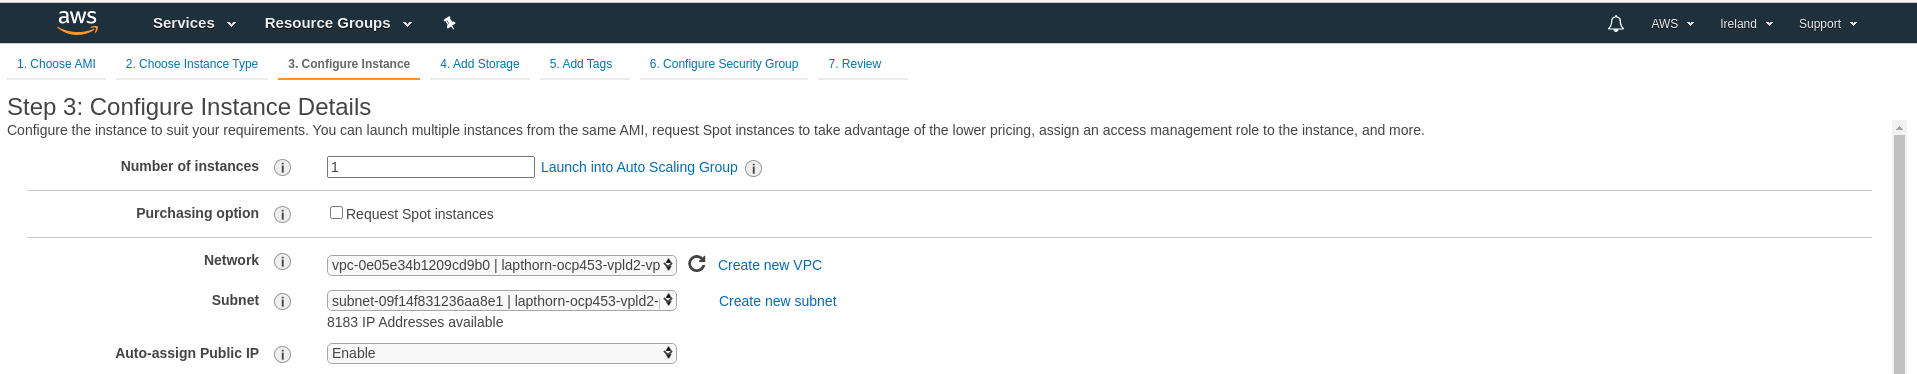 aws Services Resource Groups AWS Ireland Support
1. Choose AMI 2. Choose Instance Type 3. Configure Instance 4. Add Storage 5. Add Tags 6. Configure Security Group 7. Review
Step 3: Configure Instance Details
Configure the instance to suit your requirements. You can launch multiple instances from the same AMI, request Spot instances to take advantage of the lower pricing, assign an access management role to the instance, and more.
Number of instances i 1 Launch into Auto Scaling Group i
Purchasing option i Request Spot instances
Network i vpc-0e05e34b1209cd9b0 | lapthorn-ocp453-vpld2-vp Create new VPC
Subnet i subnet-09f14f831236aa8e1 | lapthorn-ocp453-vpld2- Create new subnet
8183 IP Addresses available
Auto-assign Public IP i Enable